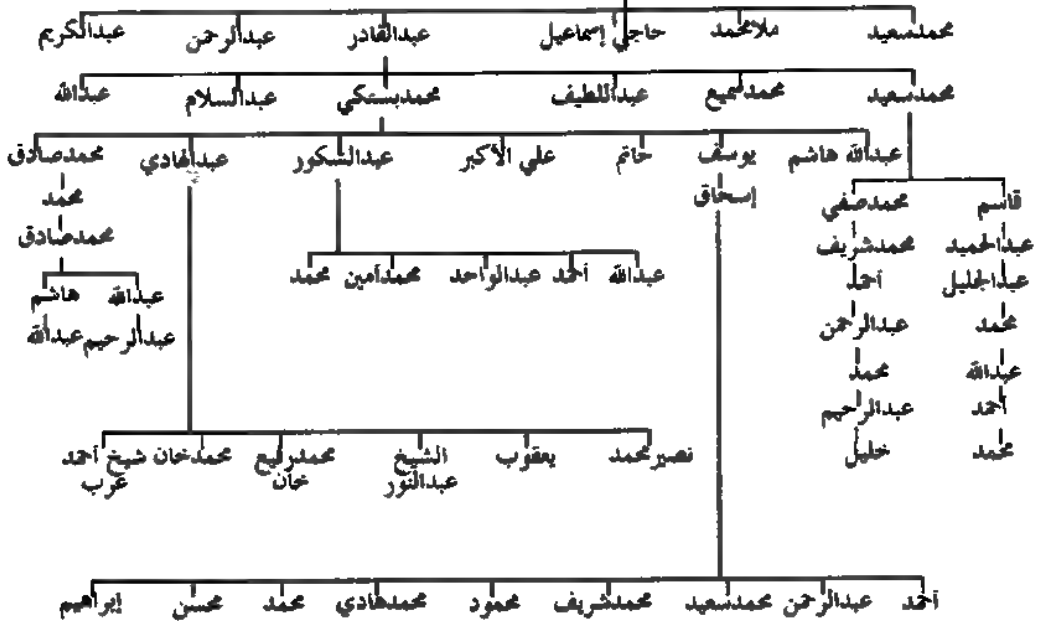 محمدسعيد ملامحمد حاجي إسماعيل عبدالقادر عبدالرحمن عبدالكريم
محمدسعيد محمدسميع عبداللطيف محمدبستكي عبدالسلام عبدالله
عبدالله هاشم يوسف حاتم علي الأكبر عبدالشكور عبدالهادي محمدصادق
قاسم محمدصفي إسحاق محمد
عبدالحميد محمدشريف محمدصادق
عبدالله أحمد عبدالواحد محمدأمين محمد
عبدالجليل أحمد عبدالله هاشم
محمد عبدالرحمن عبدالرحيم عبدالله
عبدالله محمد
أحمد عبدالرحيم
محمد خليل
نصيرمحمد يعقوب الشيخ محمدرفيع محمدخان شيخ أحمد
عبدالنور خان عرب
أحمد عبدالرحمن محمدسعيد محمدشريف محمود محمدهادي محمد محسن إبراهيم